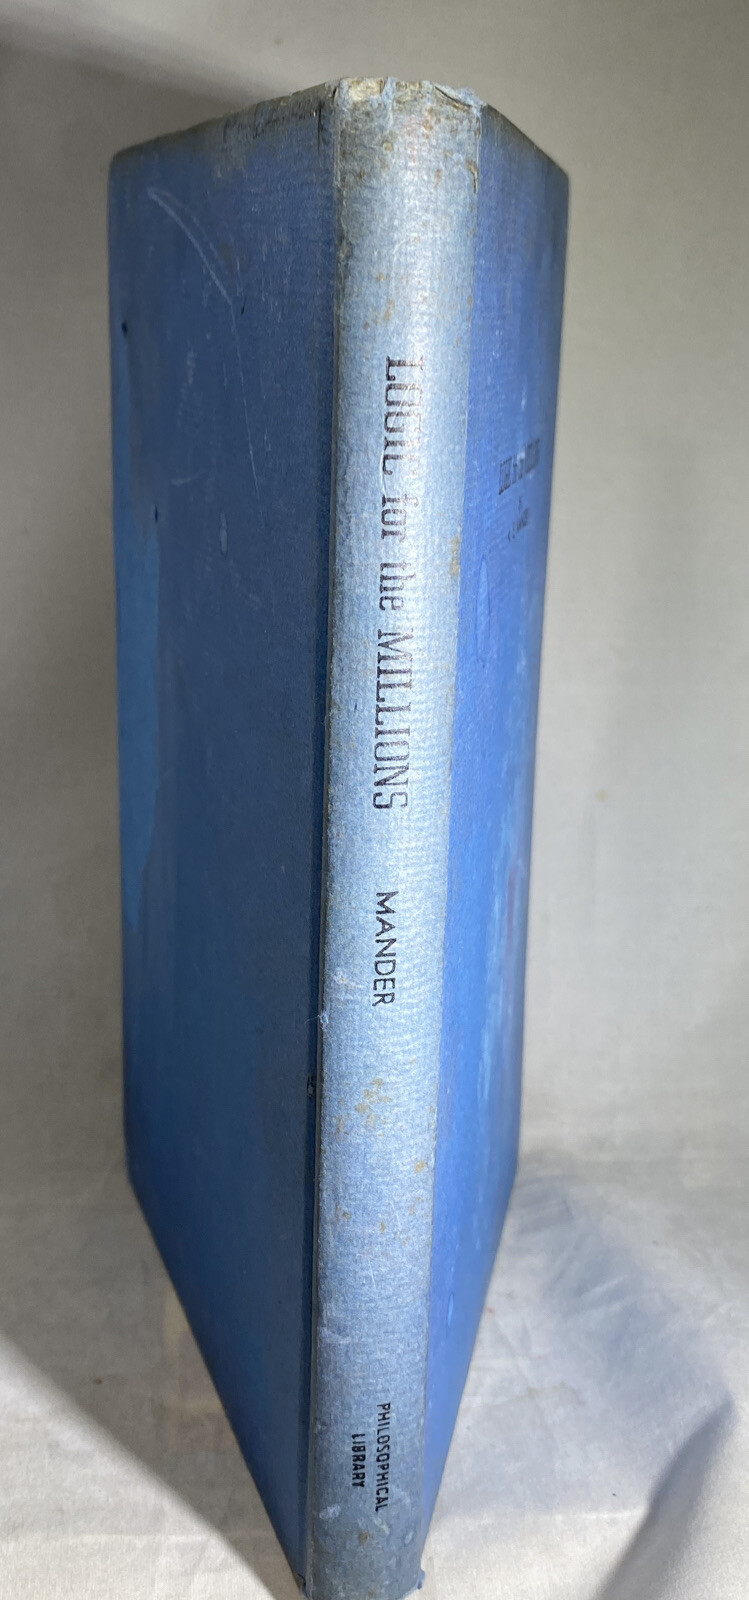 LOGIC for the MILLIONS
MANDER
PHILOSOPHICAL
LIBRARY